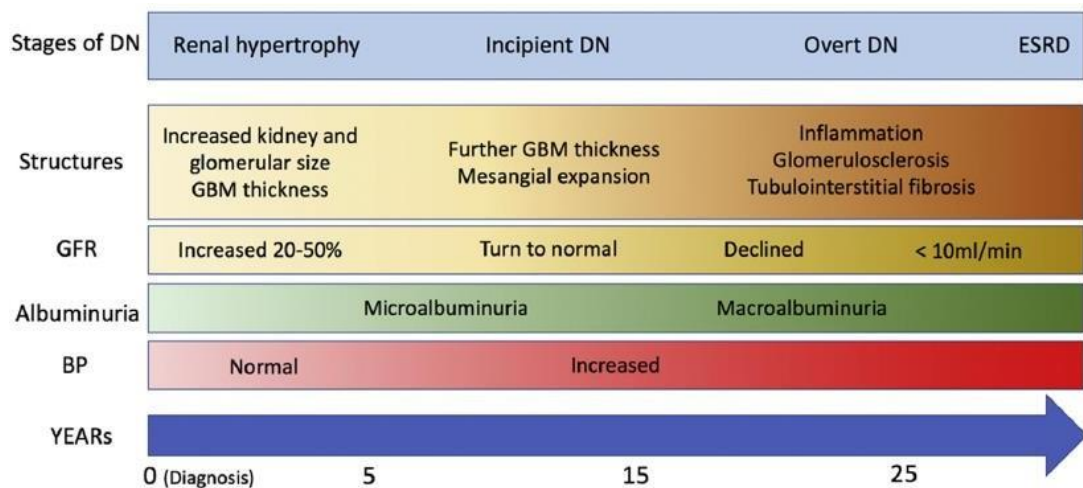 Stages of DN Renal hypertrophy Incipient DN Overt DN ESRD
Structures
Increased kidney and
glomerular size
GBM thickness
Further GBM thickness
Mesangial expansion
Inflammation
Glomerulosclerosis
Tubulointerstitial fibrosis
GFR Increased 20-50% Turn to normal Declined < 10ml/min
Albuminuria Microalbuminuria Macroalbuminuria
BP Normal Increased
YEARs
0 (Diagnosis) 5 15 25